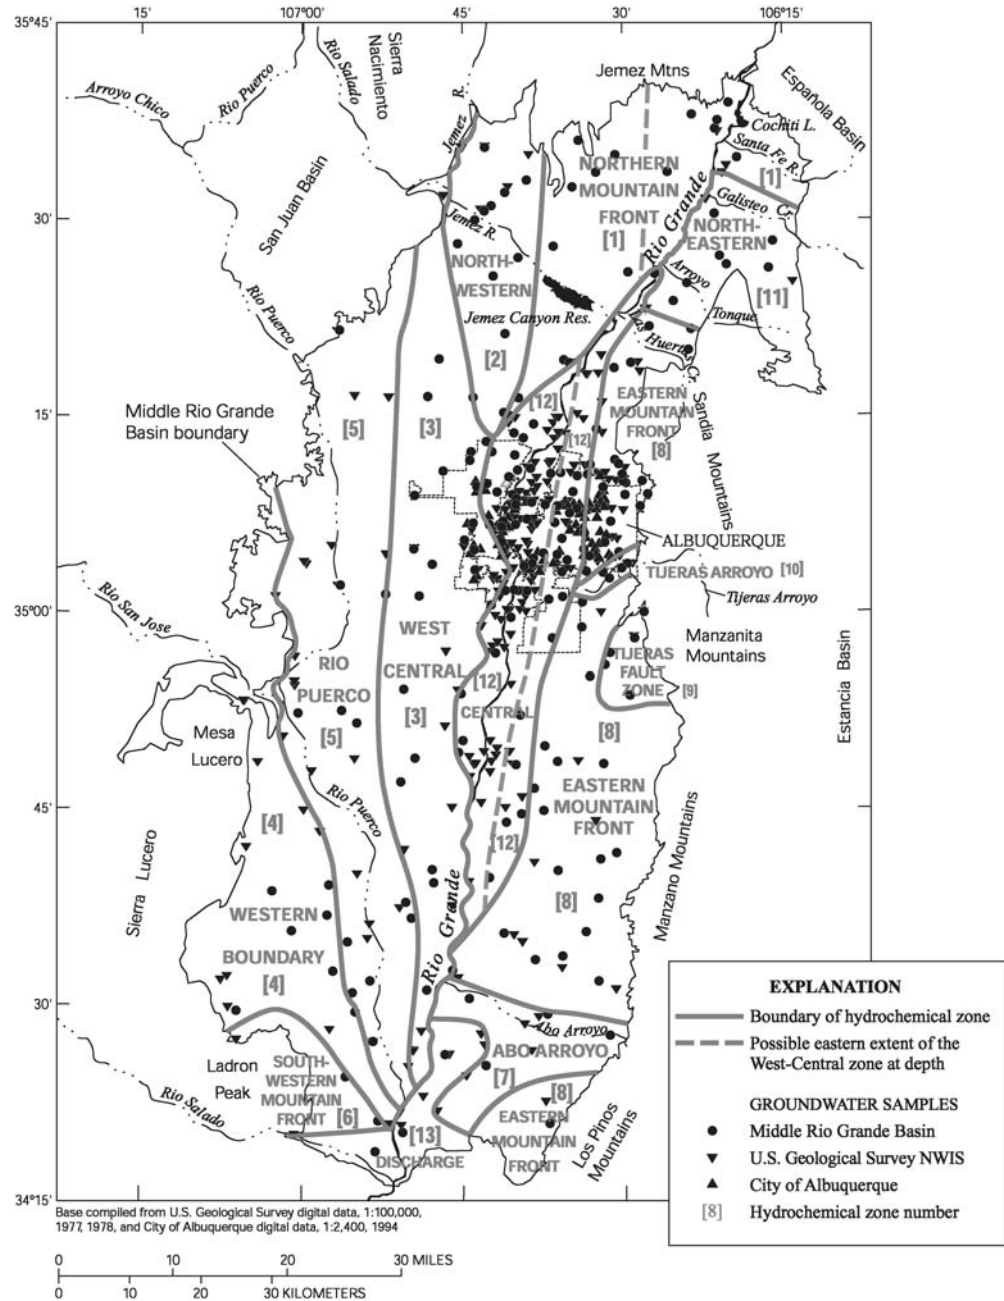 35°45'
15'
107°00'
45'
30'
106°15'
Arroyo Chico
Rio Puerco
Rio Salado
Sierra
Nacimiento
Jemez R.
Jemez Mtns
Española Basin
Cochiti L.
Santa Fe R.
[1]
Galisteo Cr.
NORTHERN
MOUNTAIN
FRONT
[1]
Rio Grande
NORTH-
EASTERN
[11]
San Juan Basin
30'
Jemez R.
NORTH-
WESTERN
Jemez Canyon Res.
[2]
Arroyo
Tonque
Las Huertas Cr.
Rio Puerco
EASTERN
MOUNTAIN
FRONT
[8]
Sandia Mountains
Middle Rio Grande
Basin boundary
15'
[5]
[3]
[12]
[12]
ALBUQUERQUE
TIJERAS ARROYO [10]
Tijeras Arroyo
35°00'
Rio San Jose
WEST
CENTRAL
[3]
RIO
PUERCO
[5]
[12]
CENTRAL
TIJERAS
FAULT
ZONE [9]
Manzanita
Mountains
Estancia Basin
Mesa
Lucero
[8]
EASTERN
MOUNTAIN
FRONT
45'
[4]
Rio Puerco
[12]
Manzano Mountains
Sierra Lucero
WESTERN
BOUNDARY
[4]
Rio Grande
[8]
30'
Abo Arroyo
ABO ARROYO
[7]
Ladron
Peak
SOUTH-
WESTERN
MOUNTAIN
FRONT
[6]
Rio Salado
[8]
EASTERN
MOUNTAIN
FRONT
Los Pinos
Mountains
[13]
DISCHARGE
34°15'
EXPLANATION
Boundary of hydrochemical zone
Possible eastern extent of the
West-Central zone at depth
GROUNDWATER SAMPLES
Middle Rio Grande Basin
U.S. Geological Survey NWIS
City of Albuquerque
[8] Hydrochemical zone number
Base compiled from U.S. Geological Survey digital data, 1:100,000,
1977, 1978, and City of Albuquerque digital data, 1:2,400, 1994
0 10 20 30 MILES
0 10 20 30 KILOMETERS